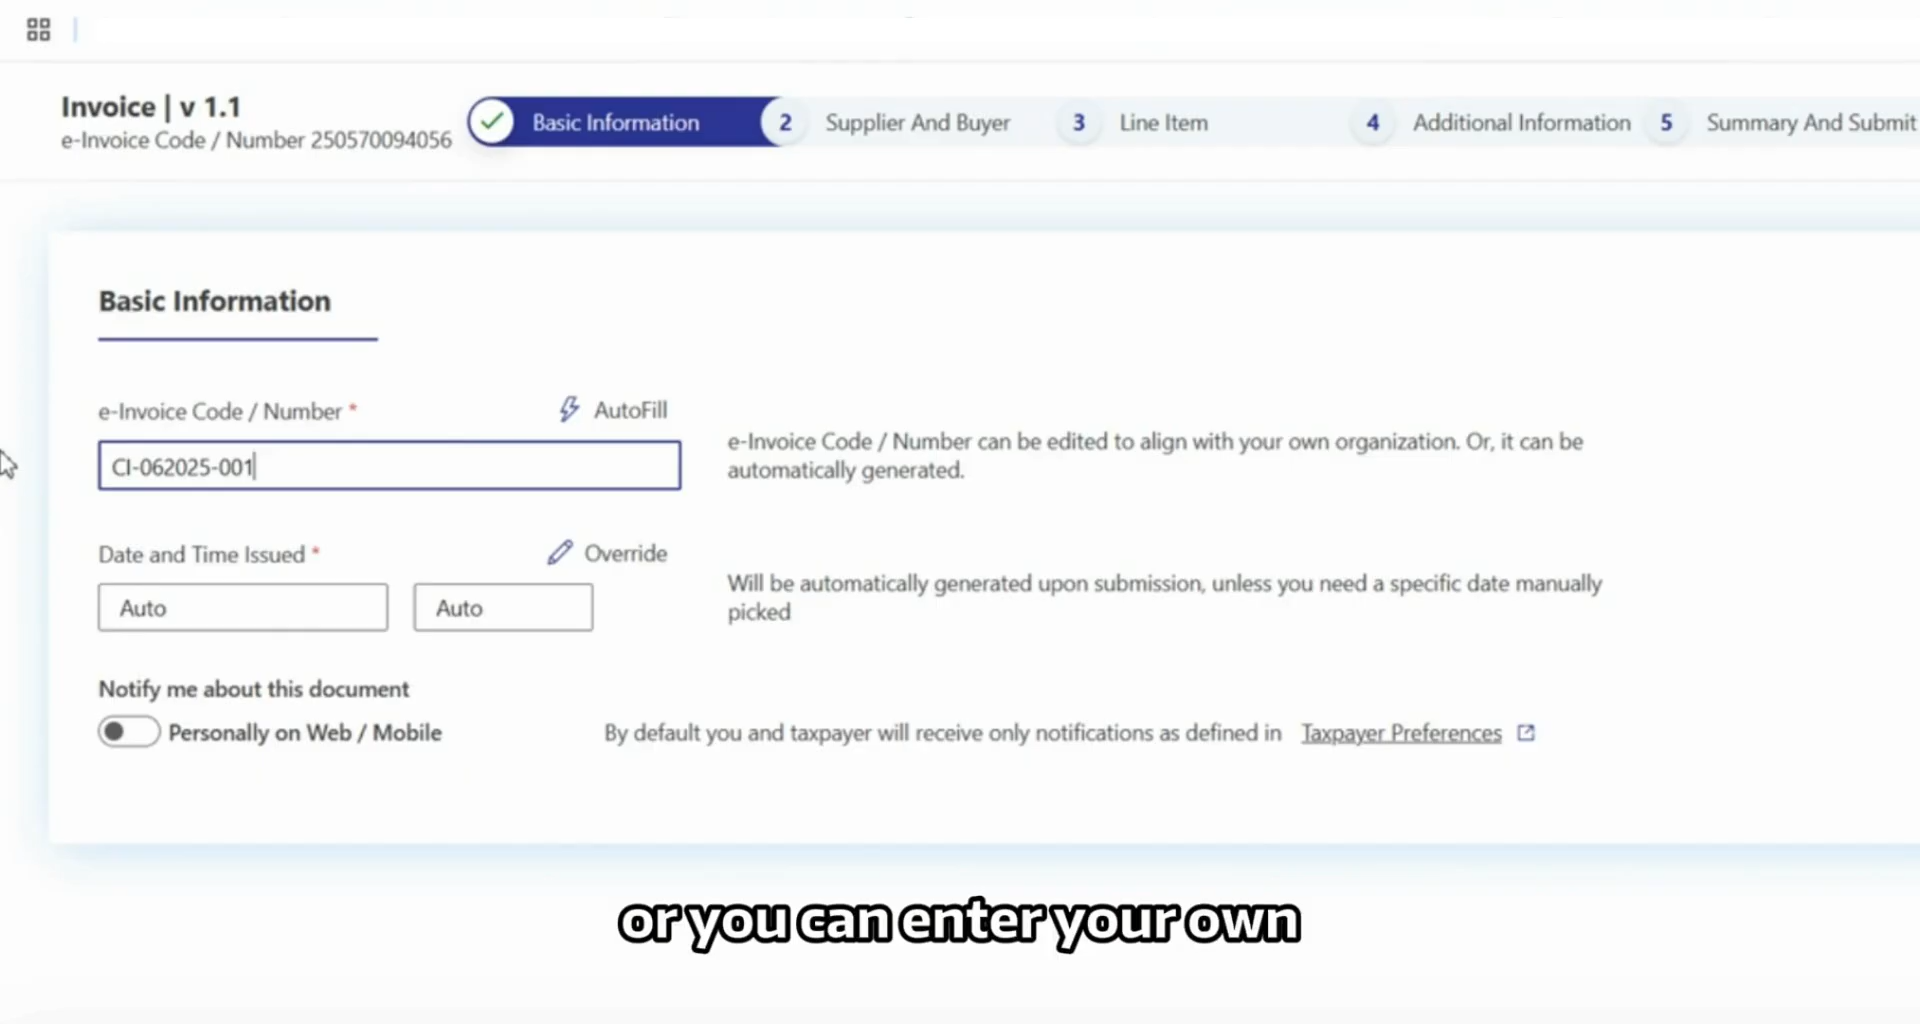 Invoice | v 1.1
e-Invoice Code / Number 250570094056
Basic Information
2 Supplier And Buyer
3 Line Item
4 Additional Information
5 Summary And Submit
Basic Information
e-Invoice Code / Number *
AutoFill
CI-062025-001
e-Invoice Code / Number can be edited to align with your own organization. Or, it can be
automatically generated.
Date and Time Issued *
Override
Auto
Auto
Will be automatically generated upon submission, unless you need a specific date manually
picked
Notify me about this document
Personally on Web / Mobile
By default you and taxpayer will receive only notifications as defined in Taxpayer Preferences
or you can enter your own